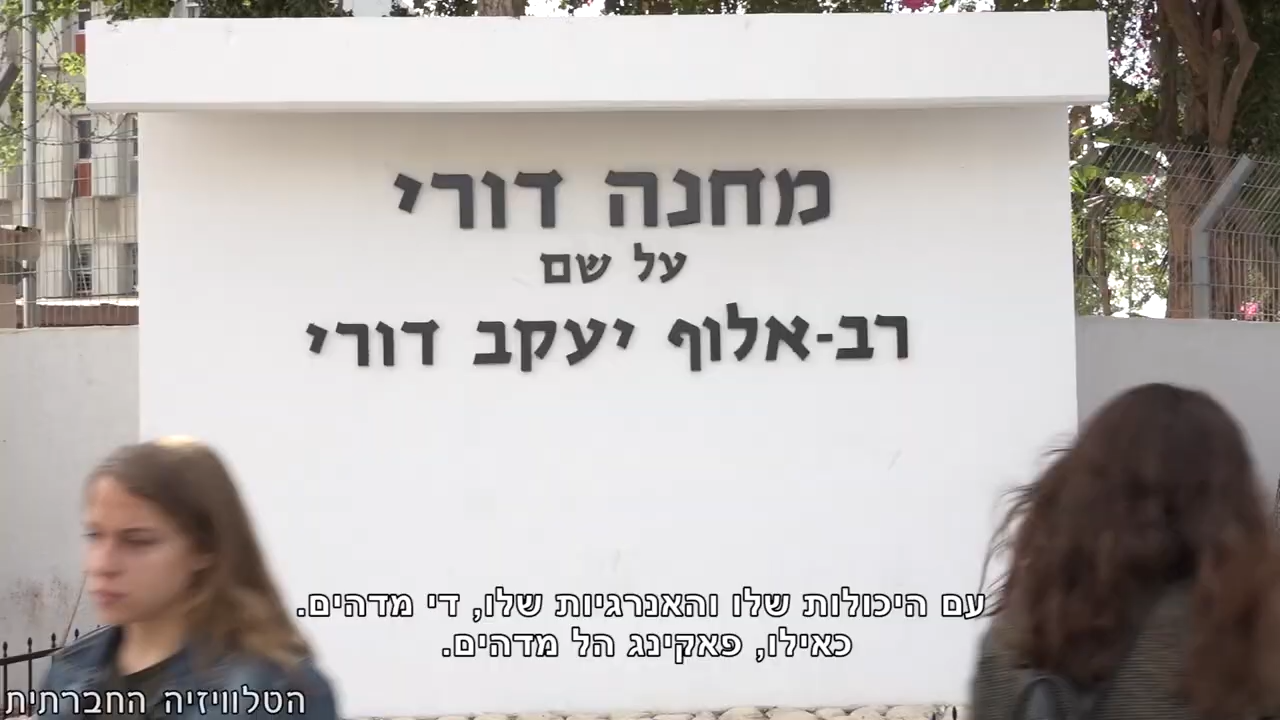 מחנה דורי
על שם
רב-אלוף יעקב דורי
עם היכולות שלו והאנרגיות שלו, די מדהים.
כאילו, פאקינג הל מדהים.
הטלוויזיה החברתית